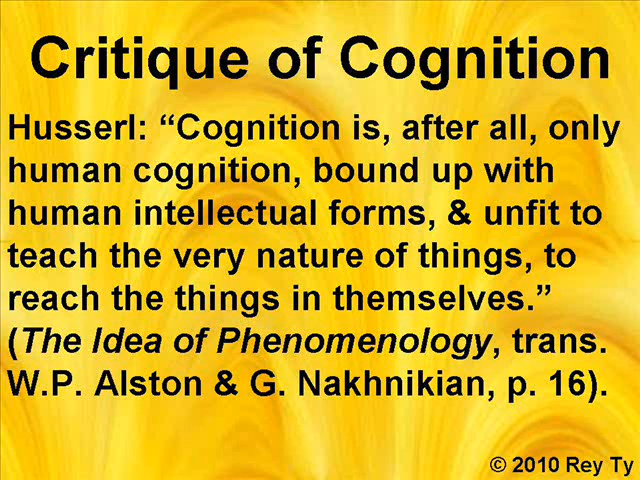 Critique of Cognition
Husserl: “Cognition is, after all, only
human cognition, bound up with
human intellectual forms, & unfit to
teach the very nature of things, to
reach the things in themselves.”
(The Idea of Phenomenology, trans.
W.P. Alston & G. Nakhnikian, p. 16).
© 2010 Rey Ty